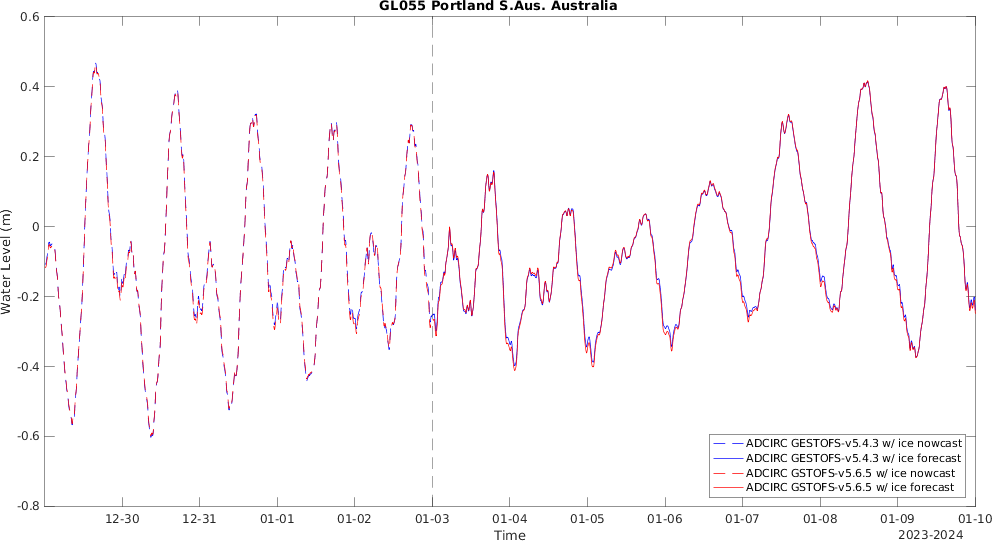 GL055 Portland S.Aus. Australia
0.6
0.4
0.2
0
-0.2
-0.4
-0.6
-0.8
Water Level (m)
ADCIRC GESTOFS-v5.4.3 w/ ice nowcast
ADCIRC GESTOFS-v5.4.3 w/ ice forecast
ADCIRC GSTOFS-v5.6.5 w/ ice nowcast
ADCIRC GSTOFS-v5.6.5 w/ ice forecast
12-30 12-31 01-01 01-02 01-03 01-04 01-05 01-06 01-07 01-08 01-09 01-10
Time
2023-2024